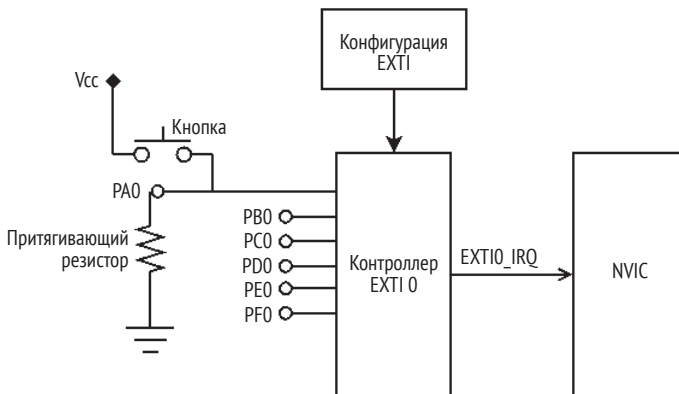 Конфигурация
EXTI
Vcc
Кнопка
PA0
Притягивающий
резистор
PB0
PC0
PD0
PE0
PF0
Контроллер
EXTI 0
EXTI0_IRQ
NVIC